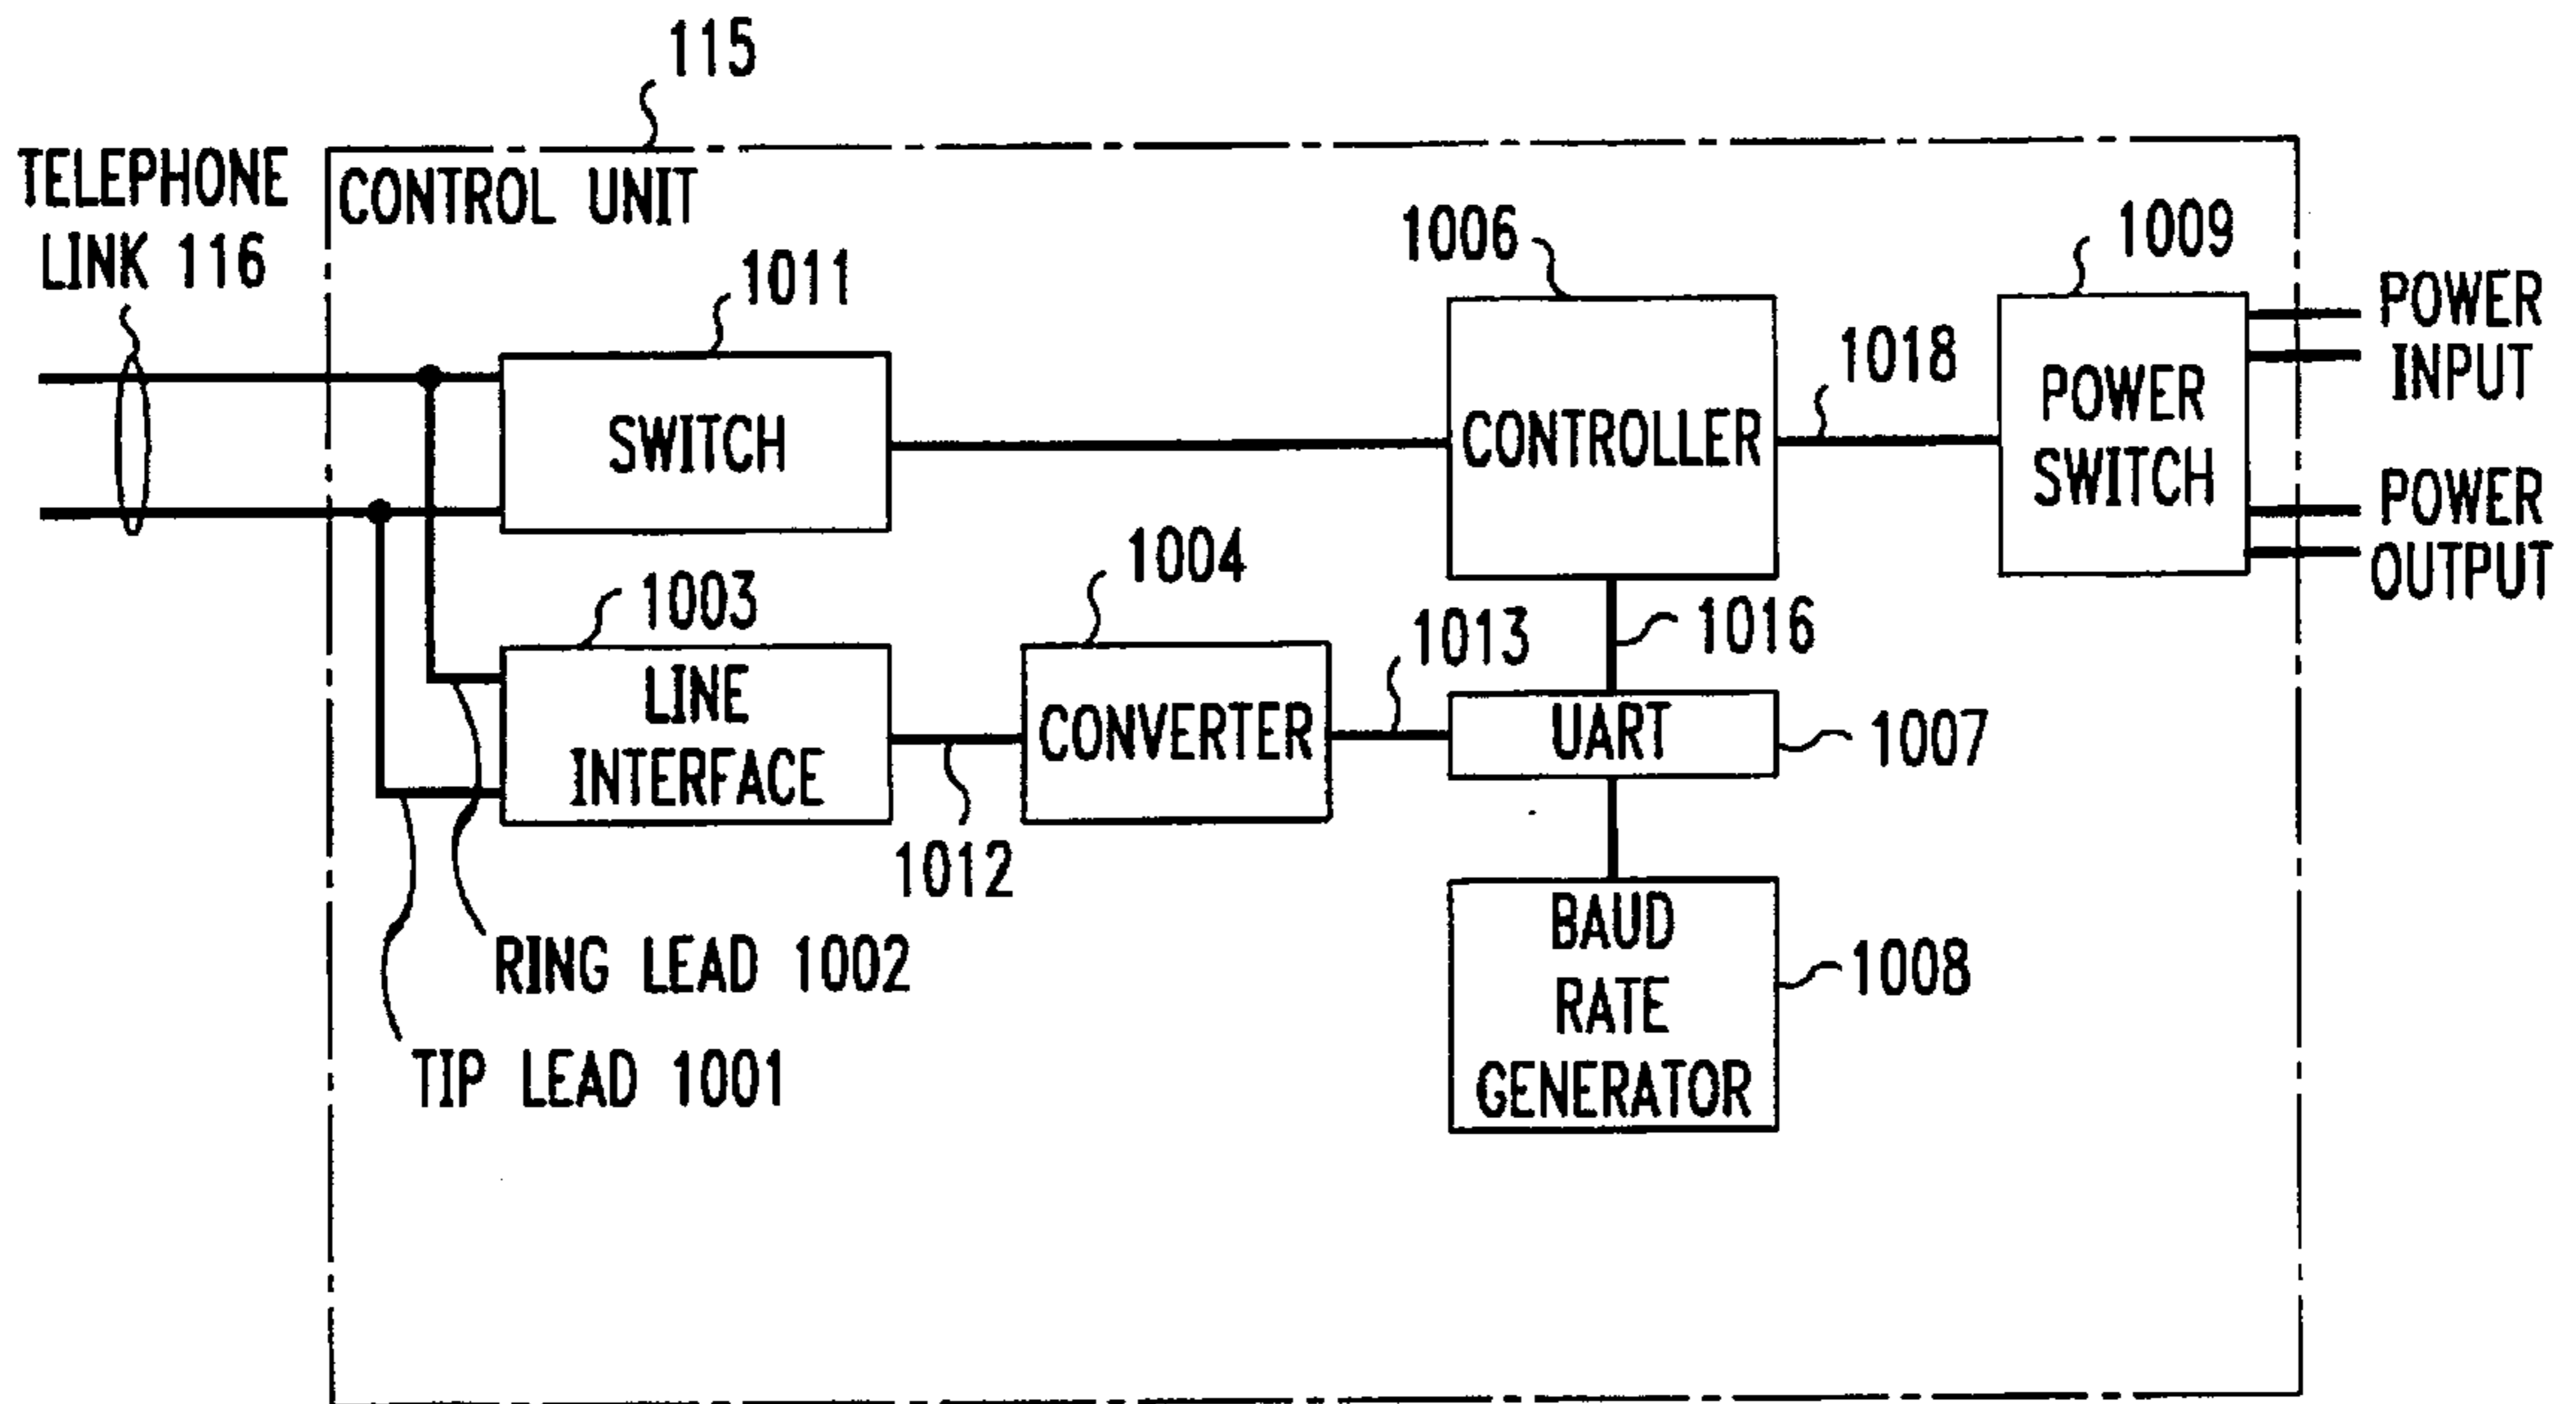 115
TELEPHONE
LINK 116
CONTROL UNIT
1011
SWITCH
1006
CONTROLLER
1018
1009
POWER
SWITCH
POWER
INPUT
POWER
OUTPUT
1003
LINE
INTERFACE
1012
1004
CONVERTER
1013
1016
UART
1007
BAUD
RATE
GENERATOR
1008
RING LEAD 1002
TIP LEAD 1001